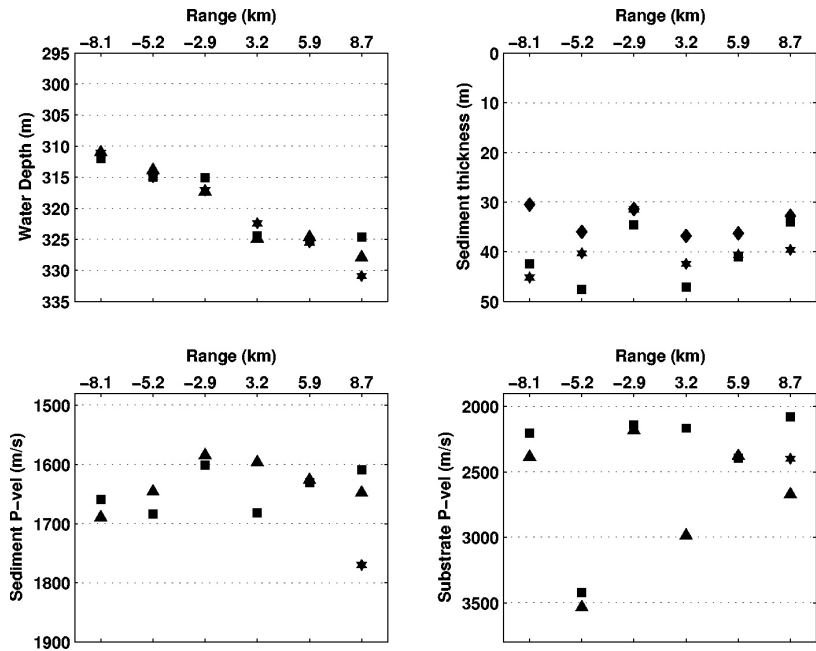 Range (km)
−8.1 −5.2 −2.9 3.2 5.9 8.7
295
300
305
310
315
320
325
330
335
Water Depth (m)
Range (km)
−8.1 −5.2 −2.9 3.2 5.9 8.7
0
10
20
30
40
50
Sediment thickness (m)
Range (km)
−8.1 −5.2 −2.9 3.2 5.9 8.7
1500
1600
1700
1800
1900
Sediment P−vel (m/s)
Range (km)
−8.1 −5.2 −2.9 3.2 5.9 8.7
2000
2500
3000
3500
Substrate P−vel (m/s)